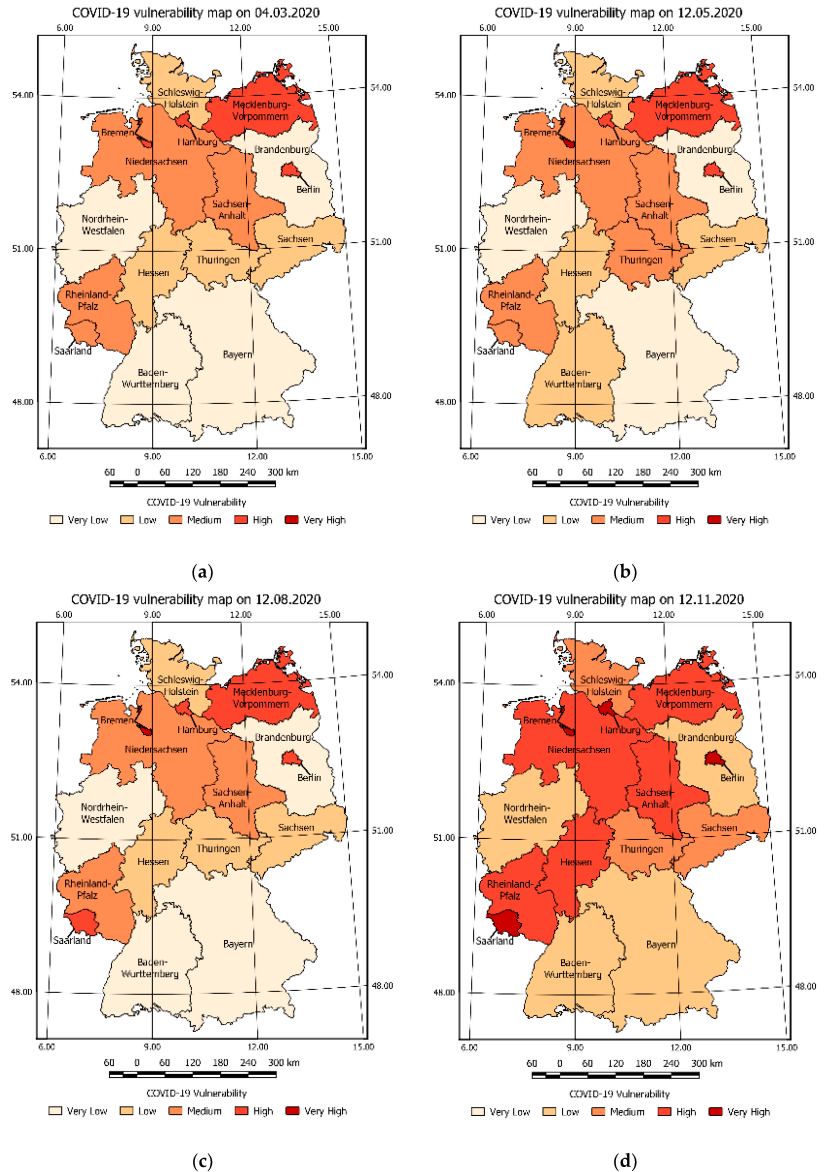 COVID-19 vulnerability map on 04.03.2020
6.00 9.00 12.00 15.00
54.00
54.00
Schleswig-
Holstein
Mecklenburg-
Vorpommern
Bremen
Hamburg
Brandenburg
Niedersachsen
Berlin
Sachsen-
Anhalt
Nordrhein-
Westfalen
51.00
51.00
Sachsen
Thuringen
Hessen
Rheinland-
Pfalz
Saarland
Bayern
Baden-
Wurttemberg
48.00
48.00
6.00 9.00 12.00 15.00
60 0 60 120 180 240 300 km
COVID-19 Vulnerability
Very Low Low Medium High Very High
(a)
COVID-19 vulnerability map on 12.05.2020
6.00 9.00 12.00 15.00
54.00
54.00
Schleswig-
Holstein
Mecklenburg-
Vorpommern
Bremen
Hamburg
Brandenburg
Niedersachsen
Berlin
Sachsen-
Anhalt
Nordrhein-
Westfalen
51.00
51.00
Sachsen
Thuringen
Hessen
Rheinland-
Pfalz
Saarland
Bayern
Baden-
Wurttemberg
48.00
48.00
6.00 9.00 12.00 15.00
60 0 60 120 180 240 300 km
COVID-19 Vulnerability
Very Low Low Medium High Very High
(b)
COVID-19 vulnerability map on 12.08.2020
6.00 9.00 12.00 15.00
54.00
54.00
Schleswig-
Holstein
Mecklenburg-
Vorpommern
Bremen
Hamburg
Brandenburg
Niedersachsen
Berlin
Sachsen-
Anhalt
Nordrhein-
Westfalen
51.00
51.00
Sachsen
Thuringen
Hessen
Rheinland-
Pfalz
Saarland
Bayern
Baden-
Wurttemberg
48.00
48.00
6.00 9.00 12.00 15.00
60 0 60 120 180 240 300 km
COVID-19 Vulnerability
Very Low Low Medium High Very High
(c)
COVID-19 vulnerability map on 12.11.2020
6.00 9.00 12.00 15.00
54.00
54.00
Schleswig-
Holstein
Mecklenburg-
Vorpommern
Bremen
Hamburg
Brandenburg
Niedersachsen
Berlin
Sachsen-
Anhalt
Nordrhein-
Westfalen
51.00
51.00
Sachsen
Thuringen
Hessen
Rheinland-
Pfalz
Saarland
Bayern
Baden-
Wurttemberg
48.00
48.00
6.00 9.00 12.00 15.00
60 0 60 120 180 240 300 km
COVID-19 Vulnerability
Very Low Low Medium High Very High
(d)